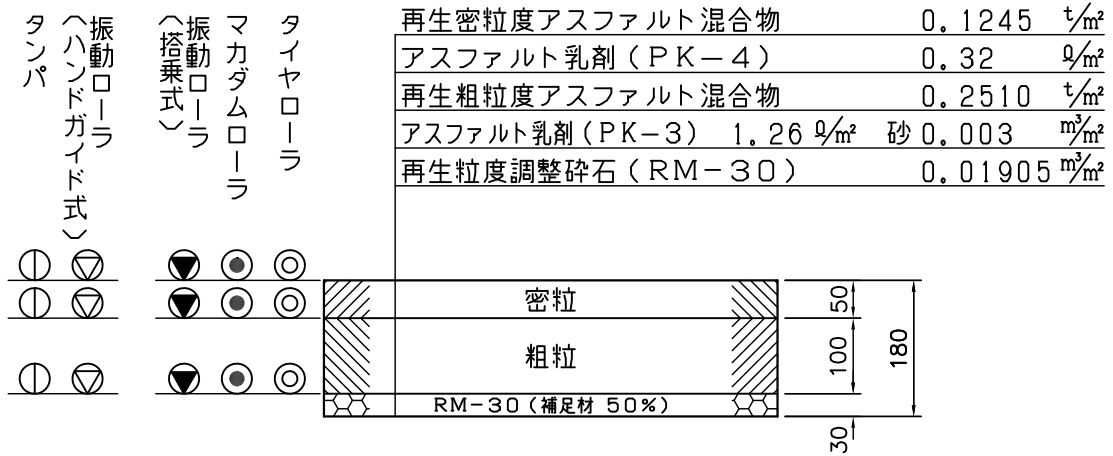 タンパ
振動ローラ
（ハンドガイド式）
振動ローラ
（搭乗式）
マカダムローラ
タイヤローラ
再生密粒度アスファルト混合物 0.1245 t/m²
アスファルト乳剤（PK－4） 0.32 ℓ/m²
再生粗粒度アスファルト混合物 0.2510 t/m²
アスファルト乳剤（PK－3） 1.26 ℓ/m² 砂 0.003 m³/m²
再生粒度調整砕石（RM－30） 0.01905 m³/m²
密粒
粗粒
RM－30（補足材 50%）
50
100
180
30